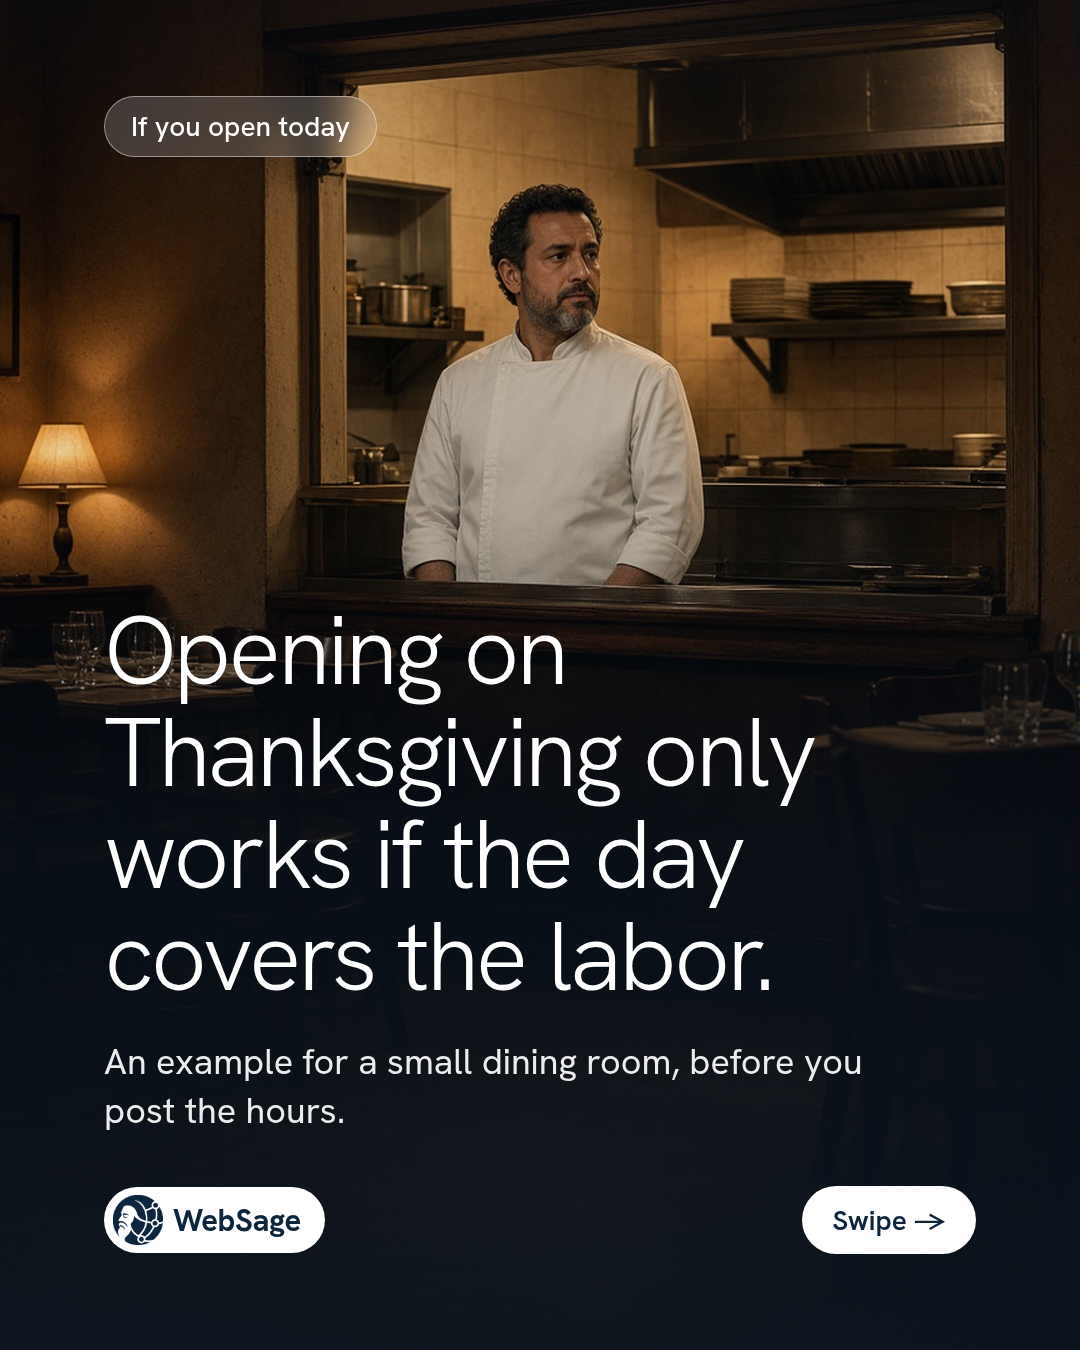 If you open today
Opening on
Thanksgiving only
works if the day
covers the labor.
An example for a small dining room, before you
post the hours.
WebSage
Swipe →